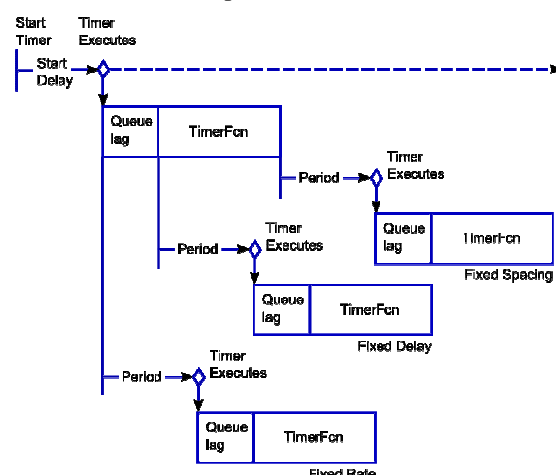 Start Timer
Timer Executes
Start Delay
Queue lag
TimerFcn
Period
Timer Executes
Queue lag
TimerFcn
Fixed Spacing
Period
Timer Executes
Queue lag
TimerFcn
Fixed Delay
Period
Timer Executes
Queue lag
TimerFcn
Fixed Rate